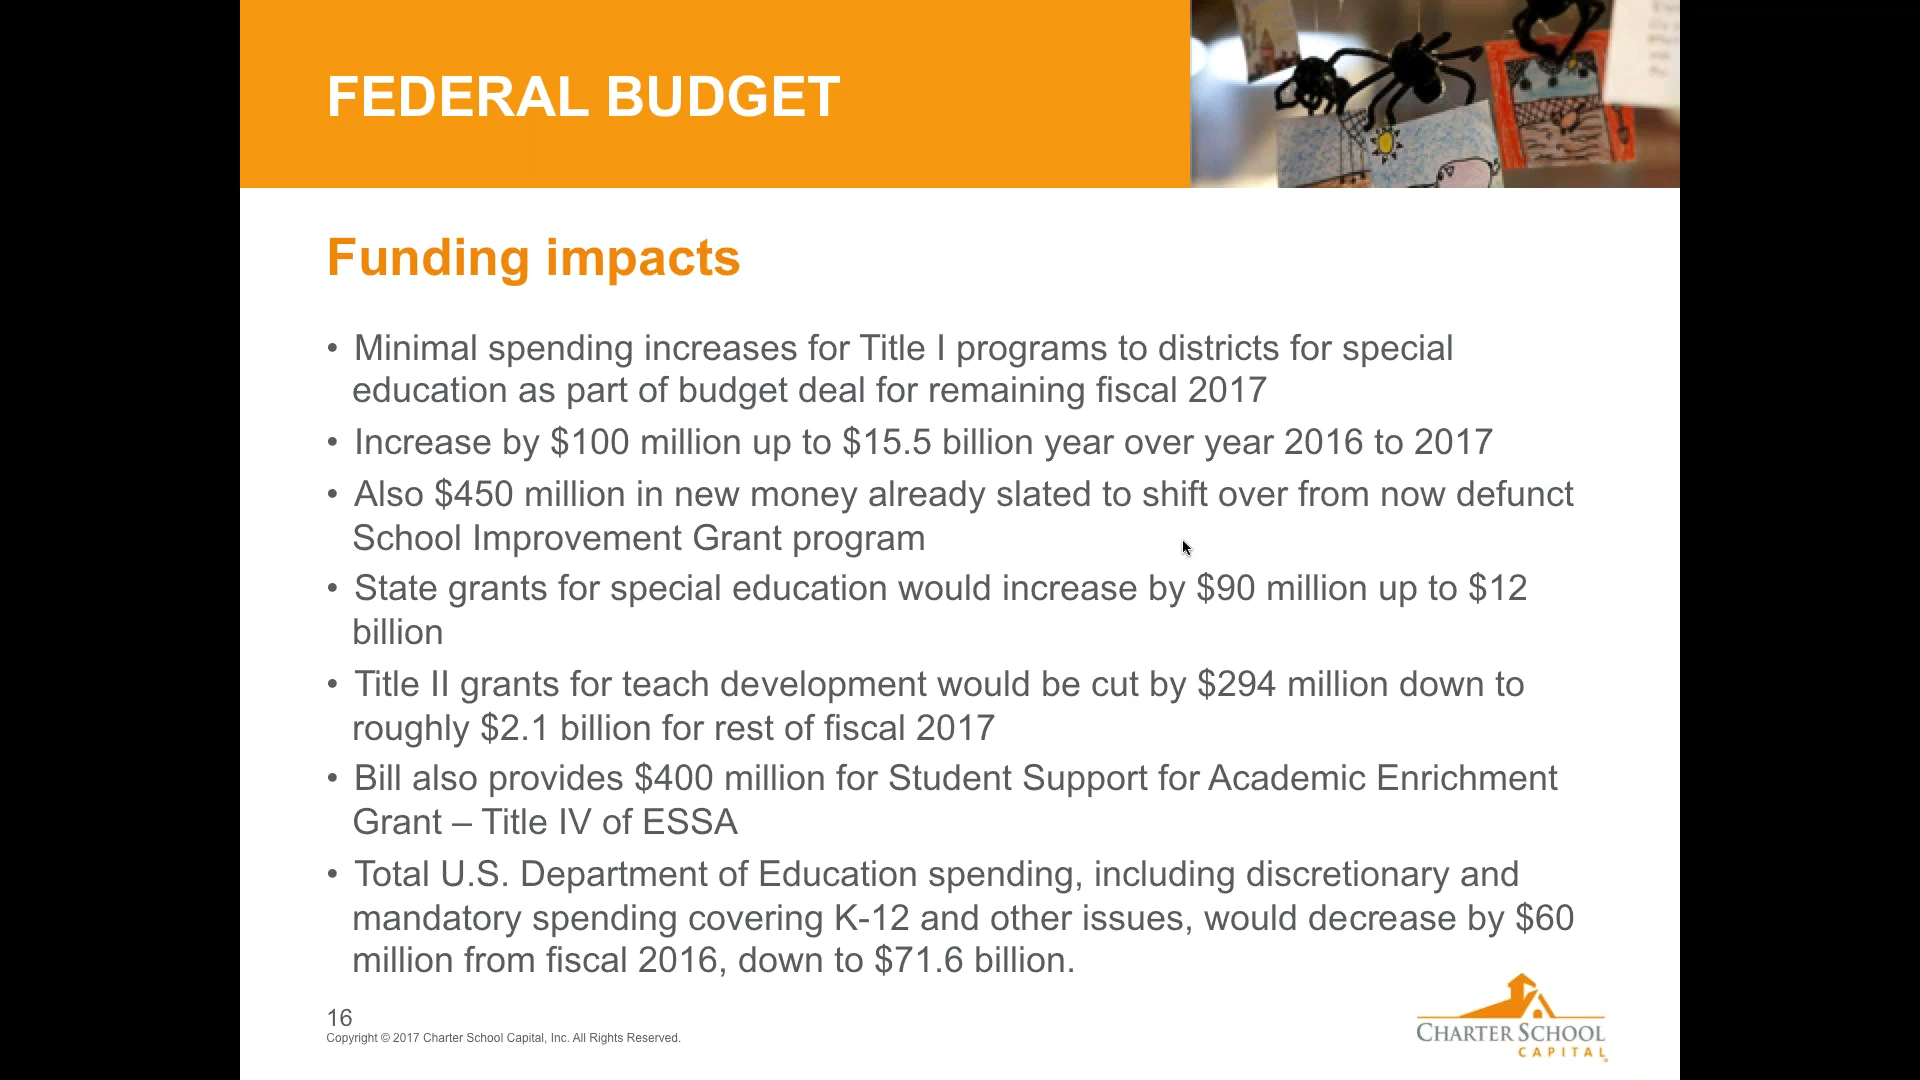 FEDERAL BUDGET
Funding impacts
• Minimal spending increases for Title I programs to districts for special
education as part of budget deal for remaining fiscal 2017
• Increase by $100 million up to $15.5 billion year over year 2016 to 2017
• Also $450 million in new money already slated to shift over from now defunct
School Improvement Grant program
• State grants for special education would increase by $90 million up to $12
billion
• Title II grants for teach development would be cut by $294 million down to
roughly $2.1 billion for rest of fiscal 2017
• Bill also provides $400 million for Student Support for Academic Enrichment
Grant – Title IV of ESSA
• Total U.S. Department of Education spending, including discretionary and
mandatory spending covering K-12 and other issues, would decrease by $60
million from fiscal 2016, down to $71.6 billion.
16
Copyright © 2017 Charter School Capital, Inc. All Rights Reserved.
CHARTER SCHOOL
CAPITAL